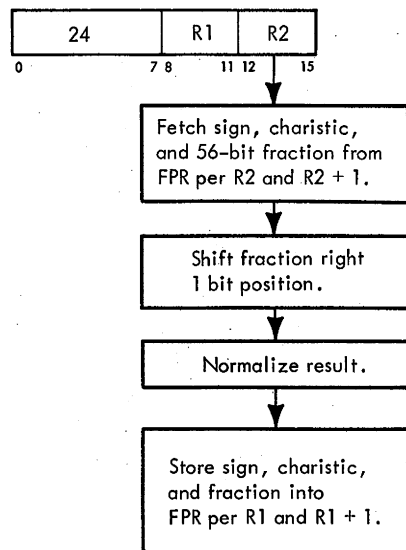 24 R1 R2
0 7 8 11 12 15
Fetch sign, charistic,
and 56-bit fraction from
FPR per R2 and R2 + 1.
Shift fraction right
1 bit position.
Normalize result.
Store sign, charistic,
and fraction into
FPR per R1 and R1 + 1.